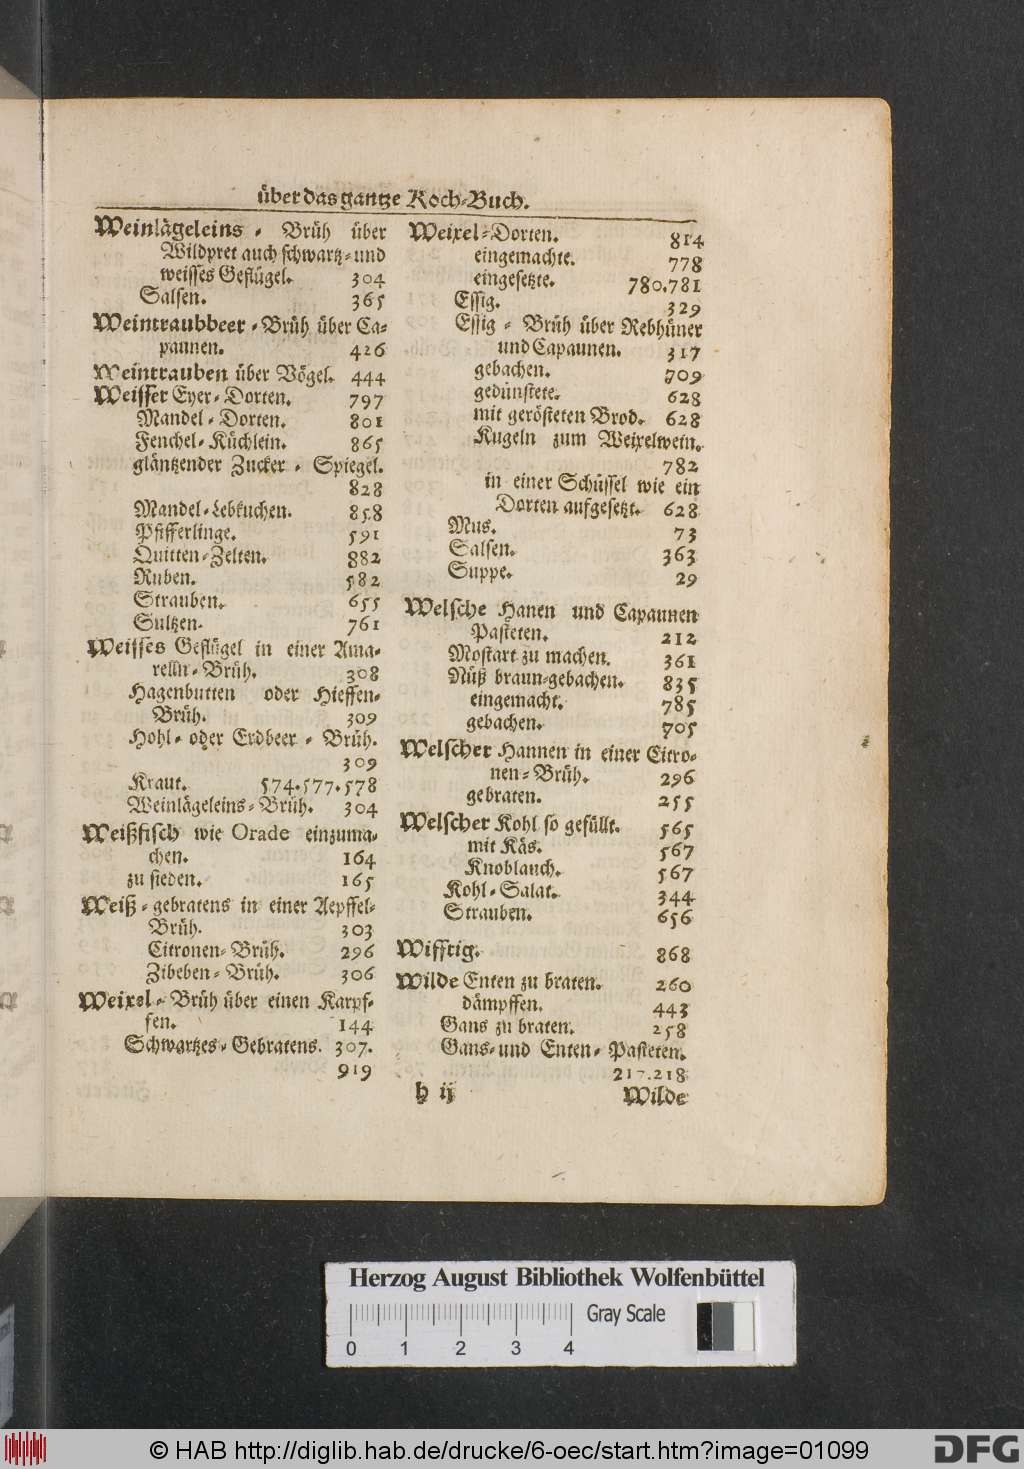 über das gantze Koch-Buch.
Weinlägeleins - Brüh über
Wildpret auch schwartz- und
weisses Geflügel. 304
Salsen. 365
Weintraubbeer - Brüh über Ca-
paunen. 426
Weintrauben über Vögel. 444
Weisser Eyer - Dorten. 797
Mandel - Dorten. 801
Fenchel - Küchlein. 865
gläntzender Zucker - Spiegel.
828
Mandel-Lebkuchen. 858
Pfifferlinge. 591
Quitten-Zelten. 882
Ruben. 582
Strauben. 655
Sultzen. 761
Weisses Geflügel in einer Ama-
relln - Brüh. 308
Hagenbutten oder Hieffen-
Brüh. 309
Hohl - oder Erdbeer - Brüh.
309
Kraut. 574.577.578
Weinlägeleins - Brüh. 304
Weißfisch wie Orade einzuma-
chen. 164
zu sieden. 165
Weiß - gebratens in einer Aepffel-
Brüh. 303
Citronen- Brüh. 296
Zibeben- Brüh. 306
Weixel - Brüh über einen Karpf-
fen. 144
Schwartzes - Gebratens. 307.
919
Weixel-Dorten. 814
eingemachte. 778
eingesetzte. 780.781
Essig. 329
Essig - Brüh über Rebhüner
und Capaunen. 317
gebachen. 709
gedünstete. 628
mit gerösteten Brod. 628
Kugeln zum Weixelwein.
782
in einer Schüssel wie ein
Dorten aufgesetzt. 628
Mus. 73
Salsen. 363
Suppe. 29
Welsche Hanen und Capaunen
Pasteten. 212
Mostart zu machen. 361
Nüß braun-gebachen. 835
eingemacht. 785
gebachen. 705
Welscher Hannen in einer Citro-
nen - Brüh. 296
gebraten. 255
Welscher Kohl so gefüllt. 565
mit Käs. 567
Knoblauch. 567
Kohl - Salat. 344
Strauben. 656
Wifftig. 868
Wilde Enten zu braten. 260
dämpffen. 443
Gans zu braten. 258
Gans- und Enten - Pasteten.
217.218
h ij Wilde
Herzog August Bibliothek Wolfenbüttel
Gray Scale
0 1 2 3 4
© HAB http://diglib.hab.de/drucke/6-oec/start.htm?image=01099
DFG